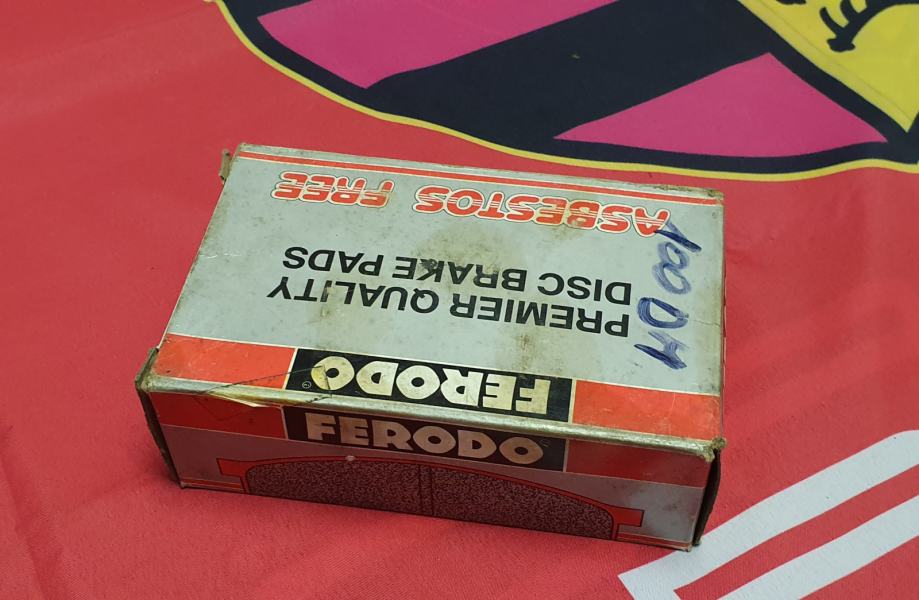 FERODO
PREMIER QUALITY
DISC BRAKE PADS
ASBESTOS FREE
100 DM
FERODO